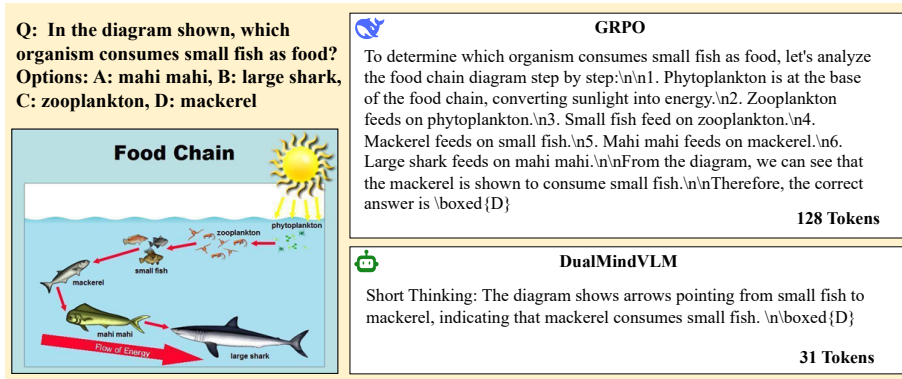 Q: In the diagram shown, which
organism consumes small fish as food?
Options: A: mahi mahi, B: large shark,
C: zooplankton, D: mackerel
Food Chain
phytoplankton
zooplankton
small fish
mackerel
mahi mahi
Flow of Energy
large shark
GRPO
To determine which organism consumes small fish as food, let's analyze
the food chain diagram step by step:\n\n1. Phytoplankton is at the base
of the food chain, converting sunlight into energy.\n2. Zooplankton
feeds on phytoplankton.\n3. Small fish feed on zooplankton.\n4.
Mackerel feeds on small fish.\n5. Mahi mahi feeds on mackerel.\n6.
Large shark feeds on mahi mahi.\n\nFrom the diagram, we can see that
the mackerel is shown to consume small fish.\n\nTherefore, the correct
answer is \boxed{D}
128 Tokens
DualMindVLM
Short Thinking: The diagram shows arrows pointing from small fish to
mackerel, indicating that mackerel consumes small fish. \n\boxed{D}
31 Tokens